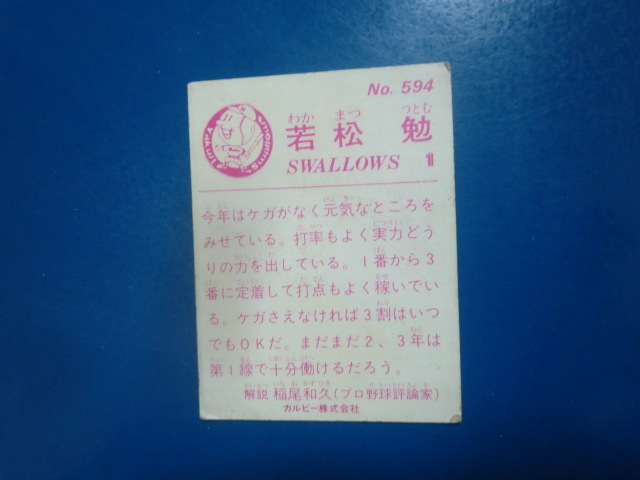 No. 594
わか まつ つとむ
若松 勉
SWALLOWS 1
今年はケガがなく元気なところを
みせている。打率もよく実力どう
りの力を出している。1番から3
番に定着して打点もよく稼いでい
る。ケガさえなければ3割はいつ
でもOKだ。まだまだ2、3年は
第1線で十分働けるだろう。
解説 稲尾和久(プロ野球評論家)
カルビー株式会社